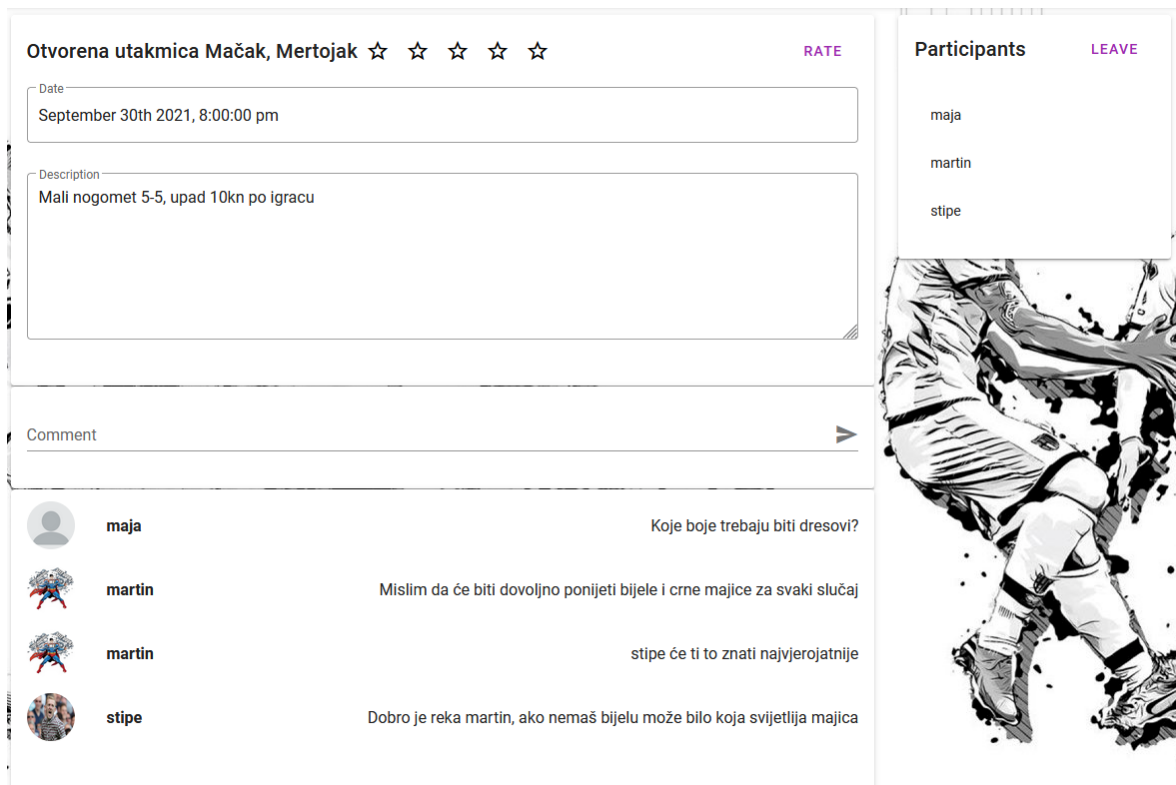 Otvorena utakmica Mačak, Mertojak
RATE
Date
September 30th 2021, 8:00:00 pm
Description
Mali nogomet 5-5, upad 10kn po igracu
Comment
maja
Koje boje trebaju biti dresovi?
martin
Mislim da će biti dovoljno ponijeti bijele i crne majice za svaki slučaj
martin
stipe će ti to znati najvjerojatnije
stipe
Dobro je reka martin, ako nemaš bijelu može bilo koja svijetlija majica
Participants
LEAVE
maja
martin
stipe